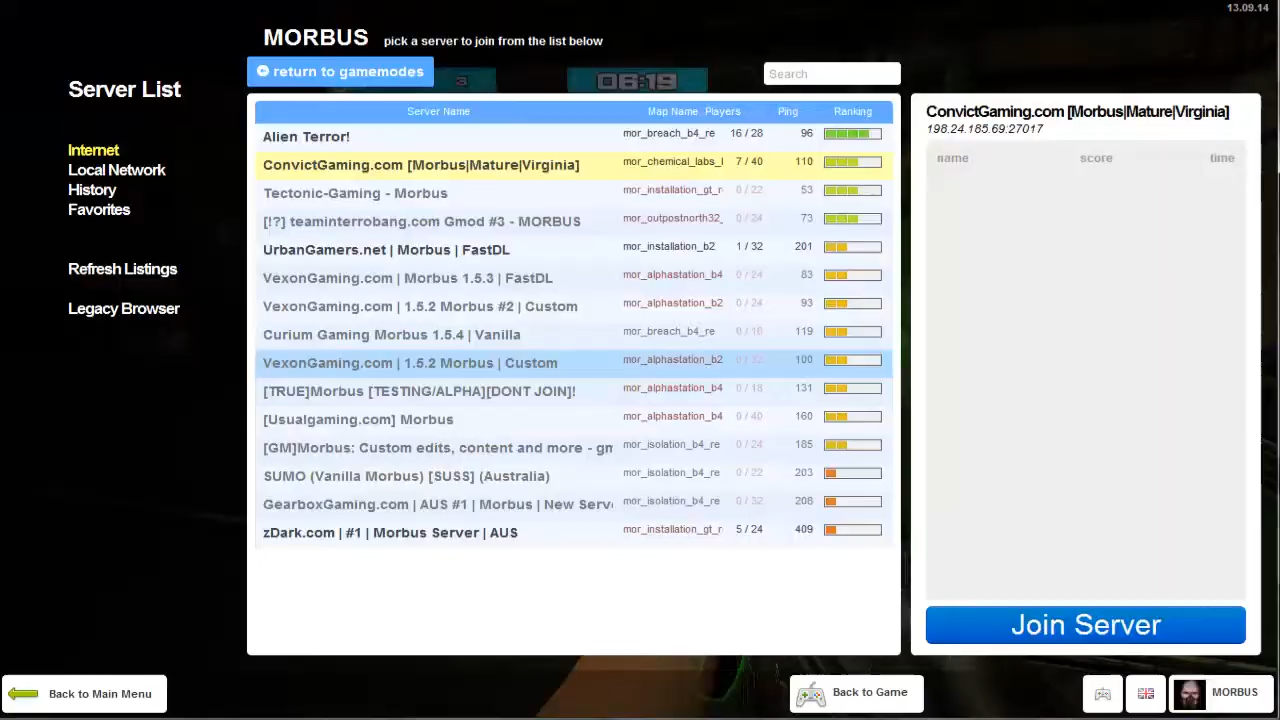 13.09.14
MORBUS pick a server to join from the list below
return to gamemodes
3
08:19
Search
Server List
Internet
Local Network
History
Favorites
Refresh Listings
Legacy Browser
Server Name Map Name Players Ping Ranking
Alien Terror! mor_breach_b4_re 16 / 28 96
ConvictGaming.com [Morbus|Mature|Virginia] mor_chemical_labs_ 7 / 40 110
Tectonic-Gaming - Morbus mor_installation_gt_r 0 / 22 53
[!?] teaminterrobang.com Gmod #3 - MORBUS mor_outpostnorth32_ 0 / 24 73
UrbanGamers.net | Morbus | FastDL mor_installation_b2 1 / 32 201
VexonGaming.com | Morbus 1.5.3 | FastDL mor_alphastation_b4 0 / 24 83
VexonGaming.com | 1.5.2 Morbus #2 | Custom mor_alphastation_b2 0 / 24 93
Curium Gaming Morbus 1.5.4 | Vanilla mor_breach_b4_re 0 / 18 119
VexonGaming.com | 1.5.2 Morbus | Custom mor_alphastation_b2 0 / 32 100
[TRUE]Morbus [TESTING/ALPHA][DONT JOIN]! mor_alphastation_b4 0 / 18 131
[Usualgaming.com] Morbus mor_alphastation_b4 0 / 40 160
[GM]Morbus: Custom edits, content and more - gm mor_isolation_b4_re 0 / 24 185
SUMO (Vanilla Morbus) [SUSS] (Australia) mor_isolation_b4_re 0 / 22 203
GearboxGaming.com | AUS #1 | Morbus | New Serv mor_isolation_b4_re 0 / 32 208
zDark.com | #1 | Morbus Server | AUS mor_installation_gt_r 5 / 24 409
ConvictGaming.com [Morbus|Mature|Virginia]
198.24.185.69:27017
name score time
Join Server
Back to Main Menu
Back to Game
MORBUS